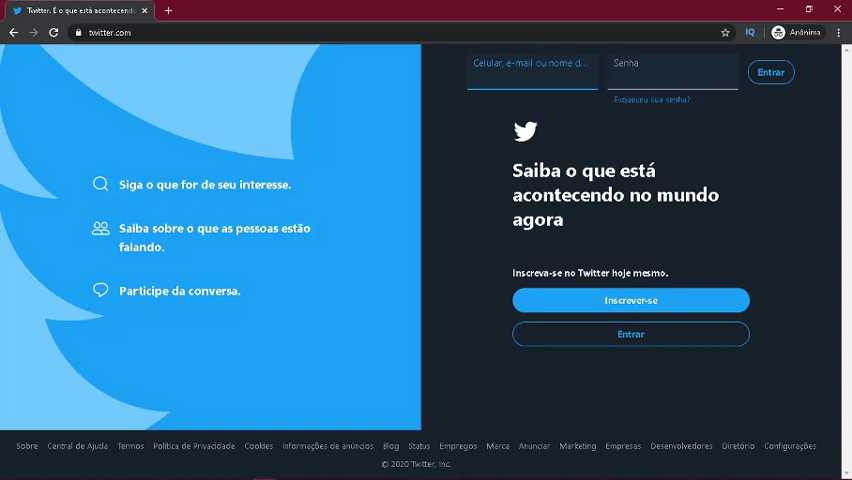 Twitter. É o que está acontecendo
twitter.com
IQ
Anônima
Celular, e-mail ou nome d...
Senha
Entrar
Esqueceu sua senha?
Siga o que for de seu interesse.
Saiba sobre o que as pessoas estão
falando.
Participe da conversa.
Saiba o que está
acontecendo no mundo
agora
Inscreva-se no Twitter hoje mesmo.
Inscrever-se
Entrar
Sobre Central de Ajuda Termos Política de Privacidade Cookies Informações de anúncios Blog Status Empregos Marca Anunciar Marketing Empresas Desenvolvedores Diretório Configurações
© 2020 Twitter, Inc.